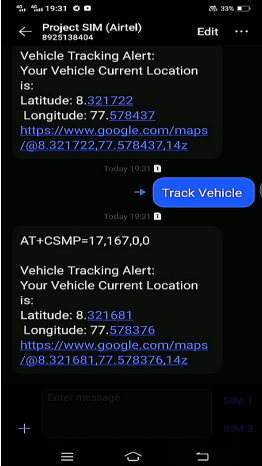 19:31
33%
Project SIM (Airtel)
8925138404
Edit
Vehicle Tracking Alert:
Your Vehicle Current Location
is:
Latitude: 8.321722
Longitude: 77.578437
https://www.google.com/maps
/@8.321722,77.578437,14z
Today 19:31 1
Track Vehicle
Today 19:31 1
AT+CSMP=17,167,0,0
Vehicle Tracking Alert:
Your Vehicle Current Location
is:
Latitude: 8.321681
Longitude: 77.578376
https://www.google.com/maps
/@8.321681,77.578376,14z
Enter message
SIM 1
SIM 2